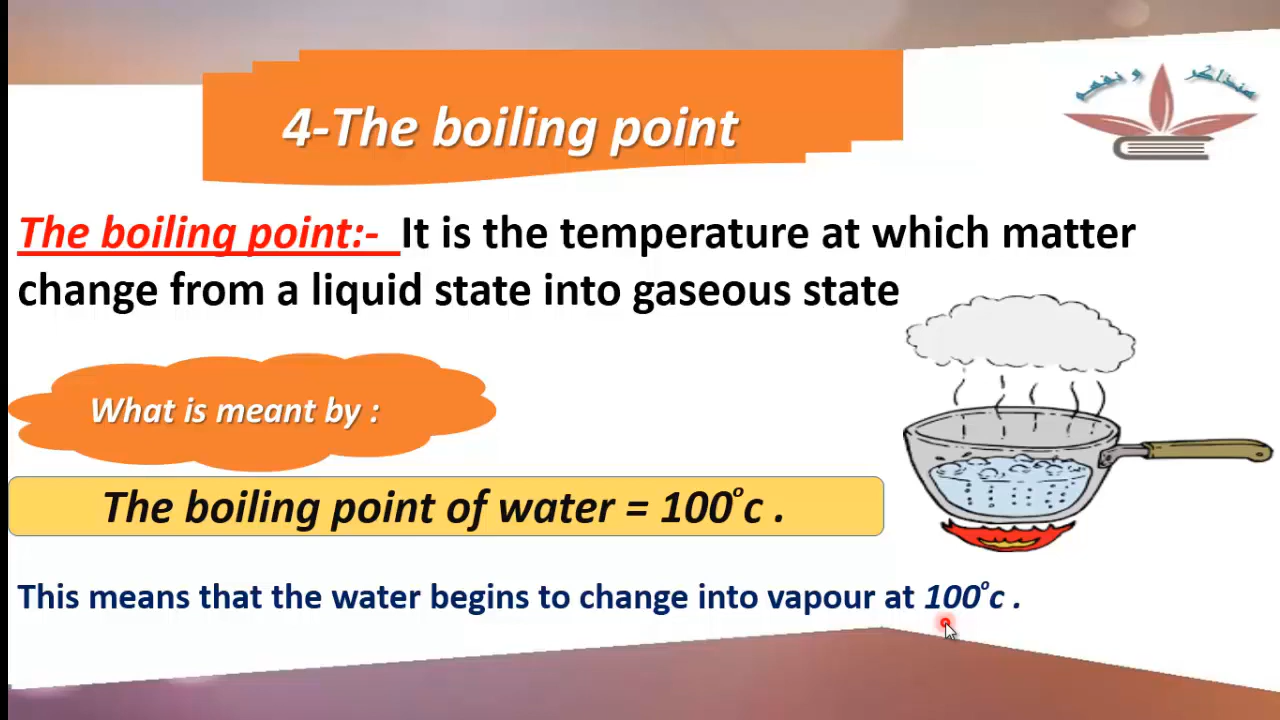 ﻣﻨﺬاﻛﺮ و ﻧﻔﻬﻢ
4-The boiling point
The boiling point:- It is the temperature at which matter
change from a liquid state into gaseous state
What is meant by :
The boiling point of water = 100°c .
This means that the water begins to change into vapour at 100°c .